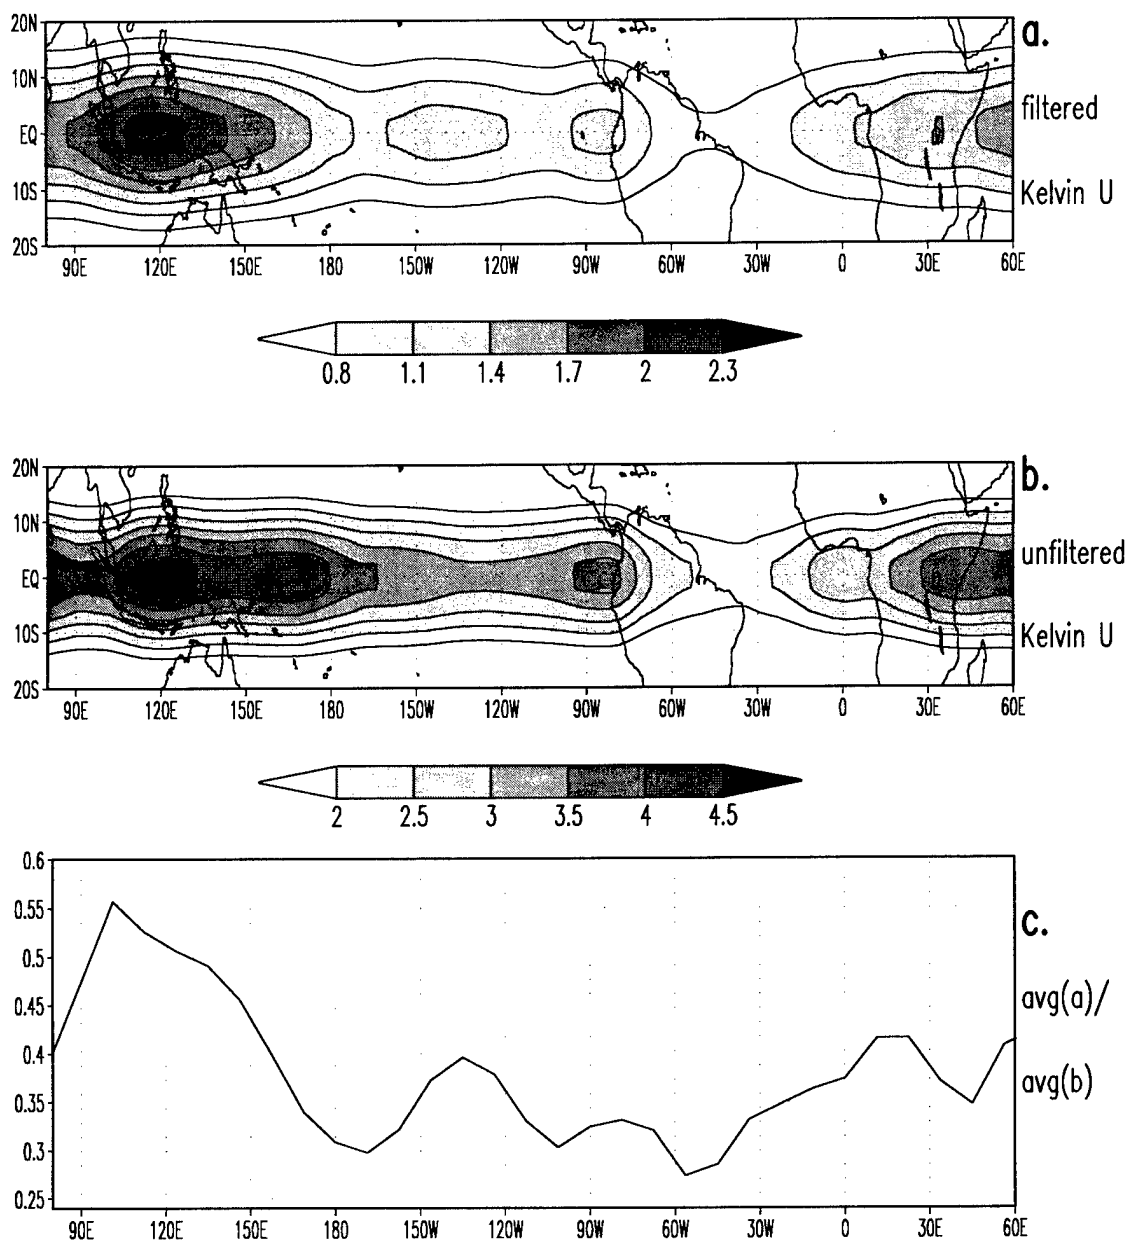 20N
10N
EQ
10S
20S
90E 120E 150E 180 150W 120W 90W 60W 30W 0 30E 60E
a.
filtered
Kelvin U
0.8 1.1 1.4 1.7 2 2.3
20N
10N
EQ
10S
20S
90E 120E 150E 180 150W 120W 90W 60W 30W 0 30E 60E
b.
unfiltered
Kelvin U
2 2.5 3 3.5 4 4.5
0.6
0.55
0.5
0.45
0.4
0.35
0.3
0.25
90E 120E 150E 180 150W 120W 90W 60W 30W 0 30E 60E
c.
avg(a)/
avg(b)